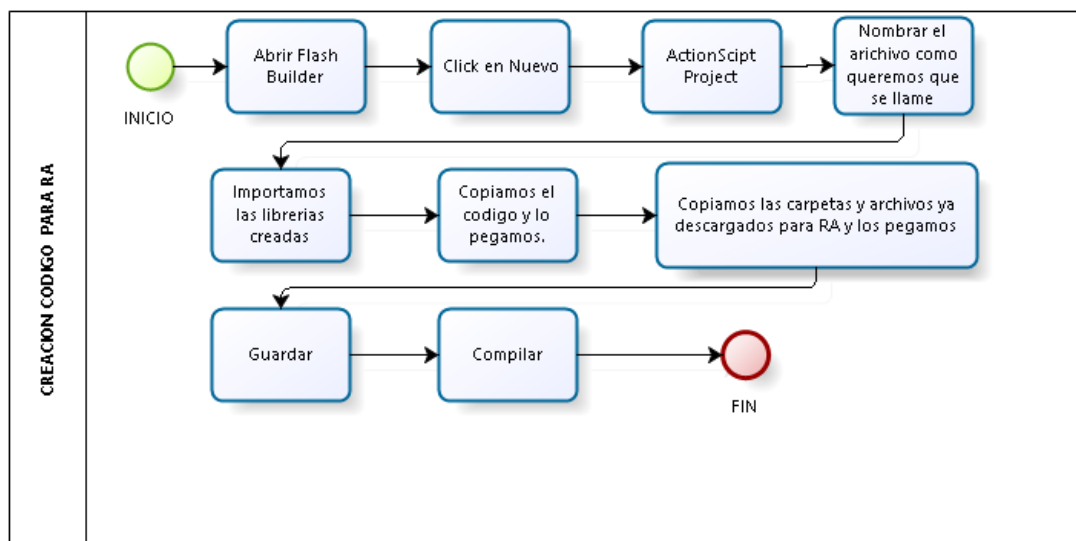 CREACION CODIGO PARA RA
INICIO
Abrir Flash
Builder
Click en Nuevo
ActionScipt
Project
Nombrar el
arichivo como
queremos que
se llame
Importamos
las librerias
creadas
Copiamos el
codigo y lo
pegamos.
Copiamos las carpetas y archivos ya
descargados para RA y los pegamos
Guardar
Compilar
FIN